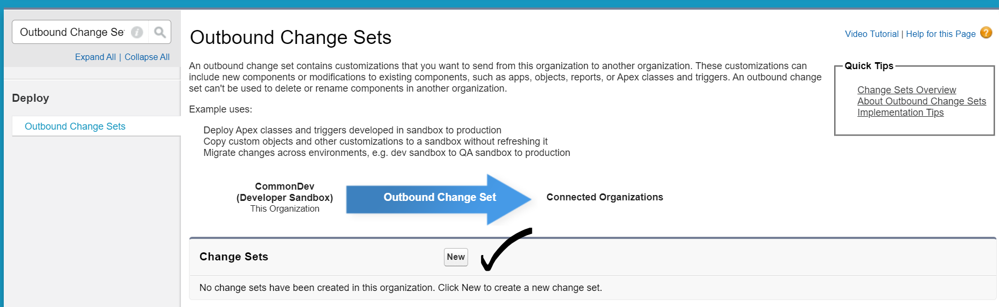 Outbound Change Se
Expand All | Collapse All
Deploy
Outbound Change Sets
Outbound Change Sets
Video Tutorial | Help for this Page ?
An outbound change set contains customizations that you want to send from this organization to another organization. These customizations can
include new components or modifications to existing components, such as apps, objects, reports, or Apex classes and triggers. An outbound change
set can't be used to delete or rename components in another organization.
Example uses:
Deploy Apex classes and triggers developed in sandbox to production
Copy custom objects and other customizations to a sandbox without refreshing it
Migrate changes across environments, e.g. dev sandbox to QA sandbox to production
Quick Tips
Change Sets Overview
About Outbound Change Sets
Implementation Tips
CommonDev
(Developer Sandbox)
This Organization
Outbound Change Set
Connected Organizations
Change Sets
New
No change sets have been created in this organization. Click New to create a new change set.